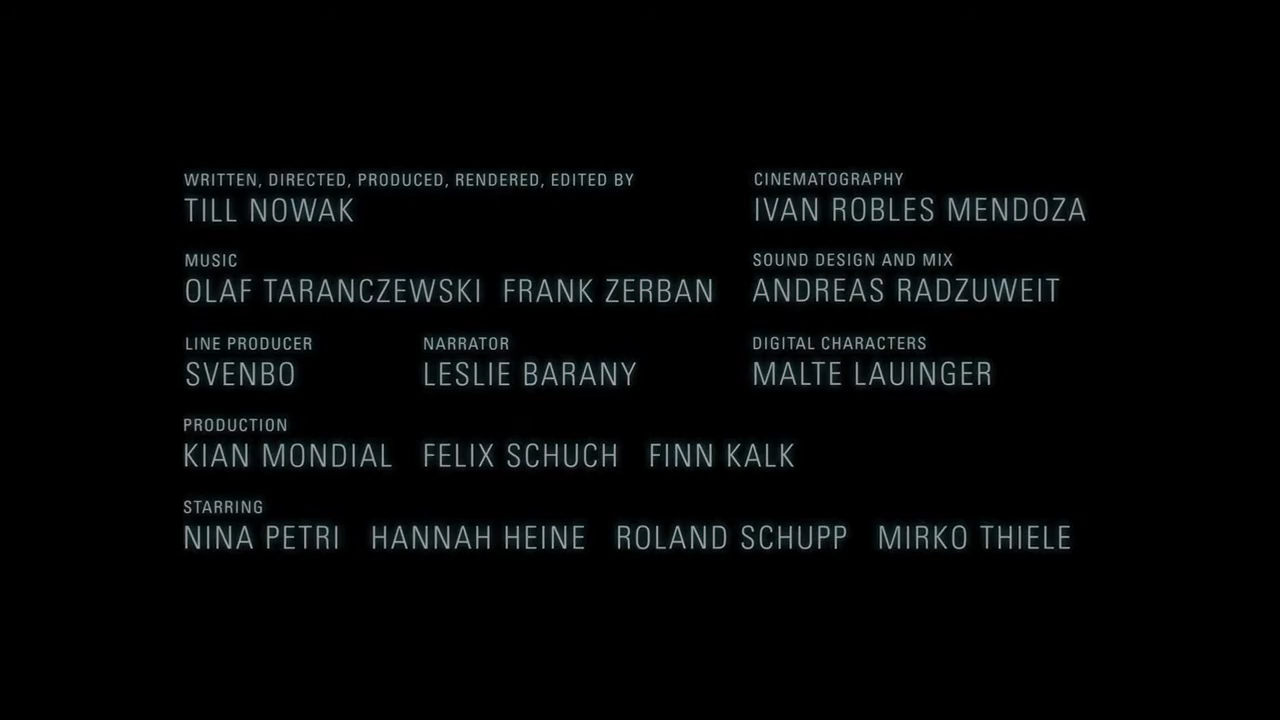 WRITTEN, DIRECTED, PRODUCED, RENDERED, EDITED BY
TILL NOWAK
CINEMATOGRAPHY
IVAN ROBLES MENDOZA
MUSIC
OLAF TARANCZEWSKI FRANK ZERBAN
SOUND DESIGN AND MIX
ANDREAS RADZUWEIT
LINE PRODUCER
SVENBO
NARRATOR
LESLIE BARANY
DIGITAL CHARACTERS
MALTE LAUINGER
PRODUCTION
KIAN MONDIAL FELIX SCHUCH FINN KALK
STARRING
NINA PETRI HANNAH HEINE ROLAND SCHUPP MIRKO THIELE